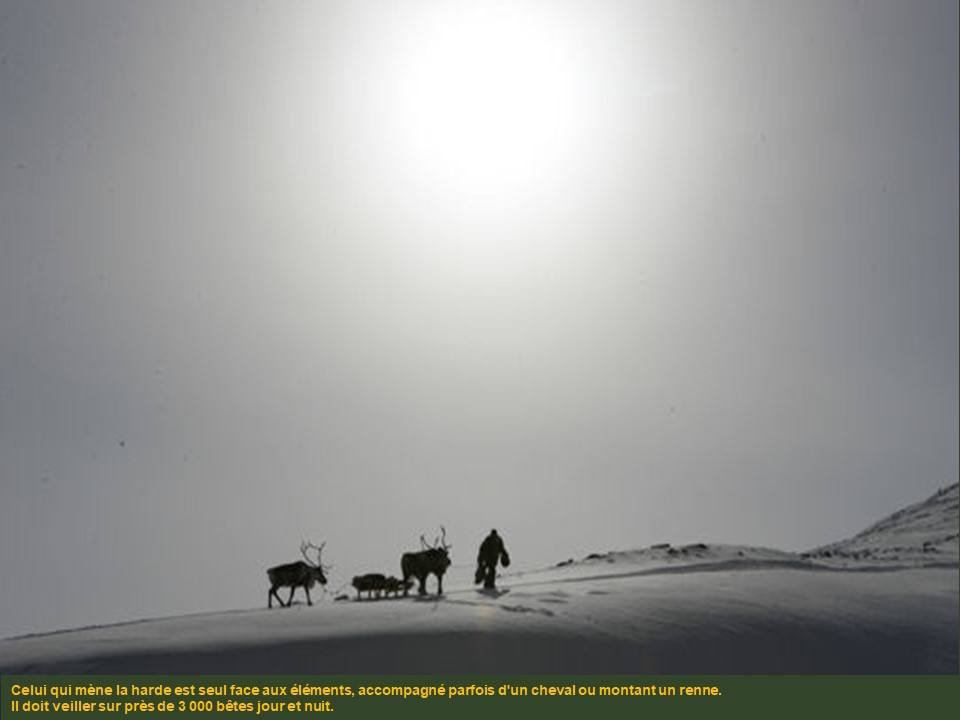 Celui qui mène la harde est seul face aux éléments, accompagné parfois d'un cheval ou montant un renne.
Il doit veiller sur près de 3 000 bêtes jour et nuit.